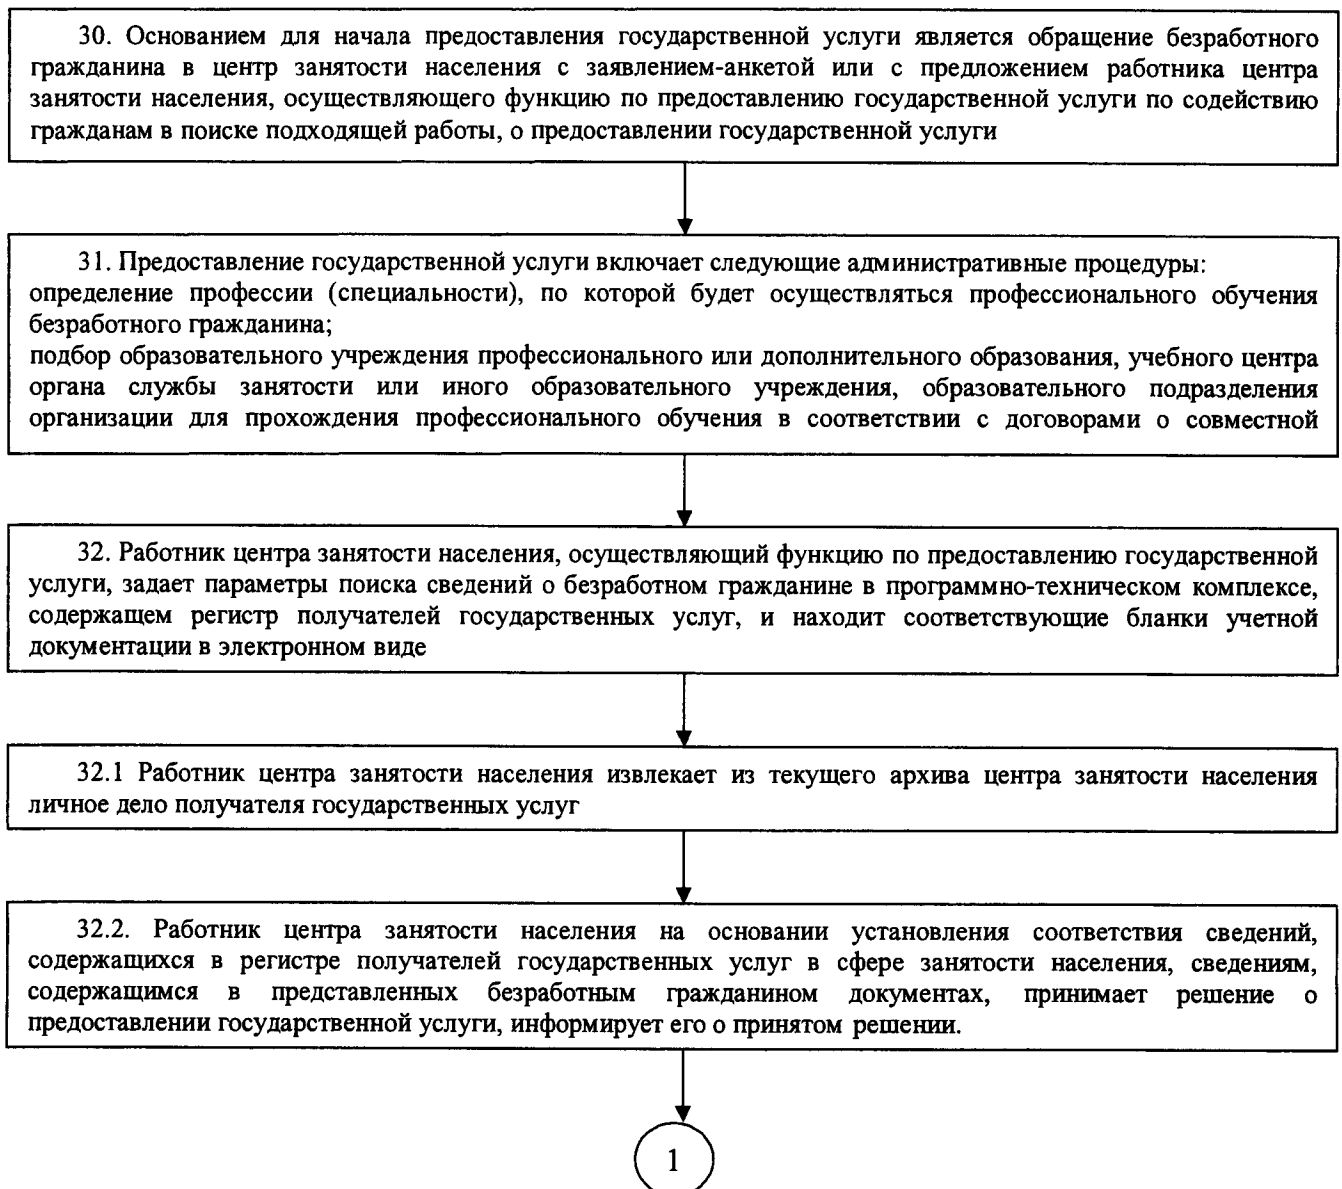 30. Основанием для начала предоставления государственной услуги является обращение безработного
гражданина в центр занятости населения с заявлением-анкетой или с предложением работника центра
занятости населения, осуществляющего функцию по предоставлению государственной услуги по содействию
гражданам в поиске подходящей работы, о предоставлении государственной услуги
31. Предоставление государственной услуги включает следующие административные процедуры:
определение профессии (специальности), по которой будет осуществляться профессионального обучения
безработного гражданина;
подбор образовательного учреждения профессионального или дополнительного образования, учебного центра
органа службы занятости или иного образовательного учреждения, образовательного подразделения
организации для прохождения профессионального обучения в соответствии с договорами о совместной
32. Работник центра занятости населения, осуществляющий функцию по предоставлению государственной
услуги, задает параметры поиска сведений о безработном гражданине в программно-техническом комплексе,
содержащем регистр получателей государственных услуг, и находит соответствующие бланки учетной
документации в электронном виде
32.1 Работник центра занятости населения извлекает из текущего архива центра занятости населения
личное дело получателя государственных услуг
32.2. Работник центра занятости населения на основании установления соответствия сведений,
содержащихся в регистре получателей государственных услуг в сфере занятости населения, сведениям,
содержащимся в представленных безработным гражданином документах, принимает решение о
предоставлении государственной услуги, информирует его о принятом решении.
1